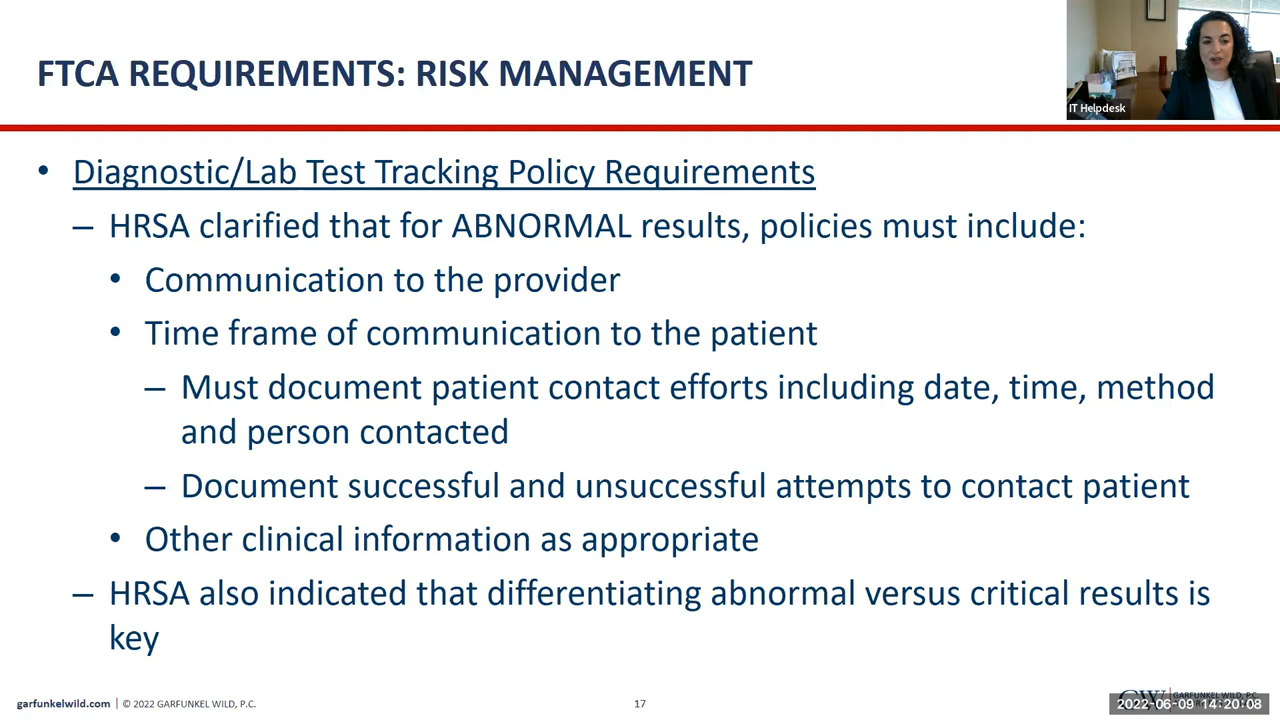 FTCA REQUIREMENTS: RISK MANAGEMENT
IT Helpdesk
• Diagnostic/Lab Test Tracking Policy Requirements
– HRSA clarified that for ABNORMAL results, policies must include:
• Communication to the provider
• Time frame of communication to the patient
– Must document patient contact efforts including date, time, method
and person contacted
– Document successful and unsuccessful attempts to contact patient
• Other clinical information as appropriate
– HRSA also indicated that differentiating abnormal versus critical results is
key
garfunkelwild.com | © 2022 GARFUNKEL WILD, P.C.
17
GARFUNKEL WILD, P.C.
2022-06-09 14:20:08